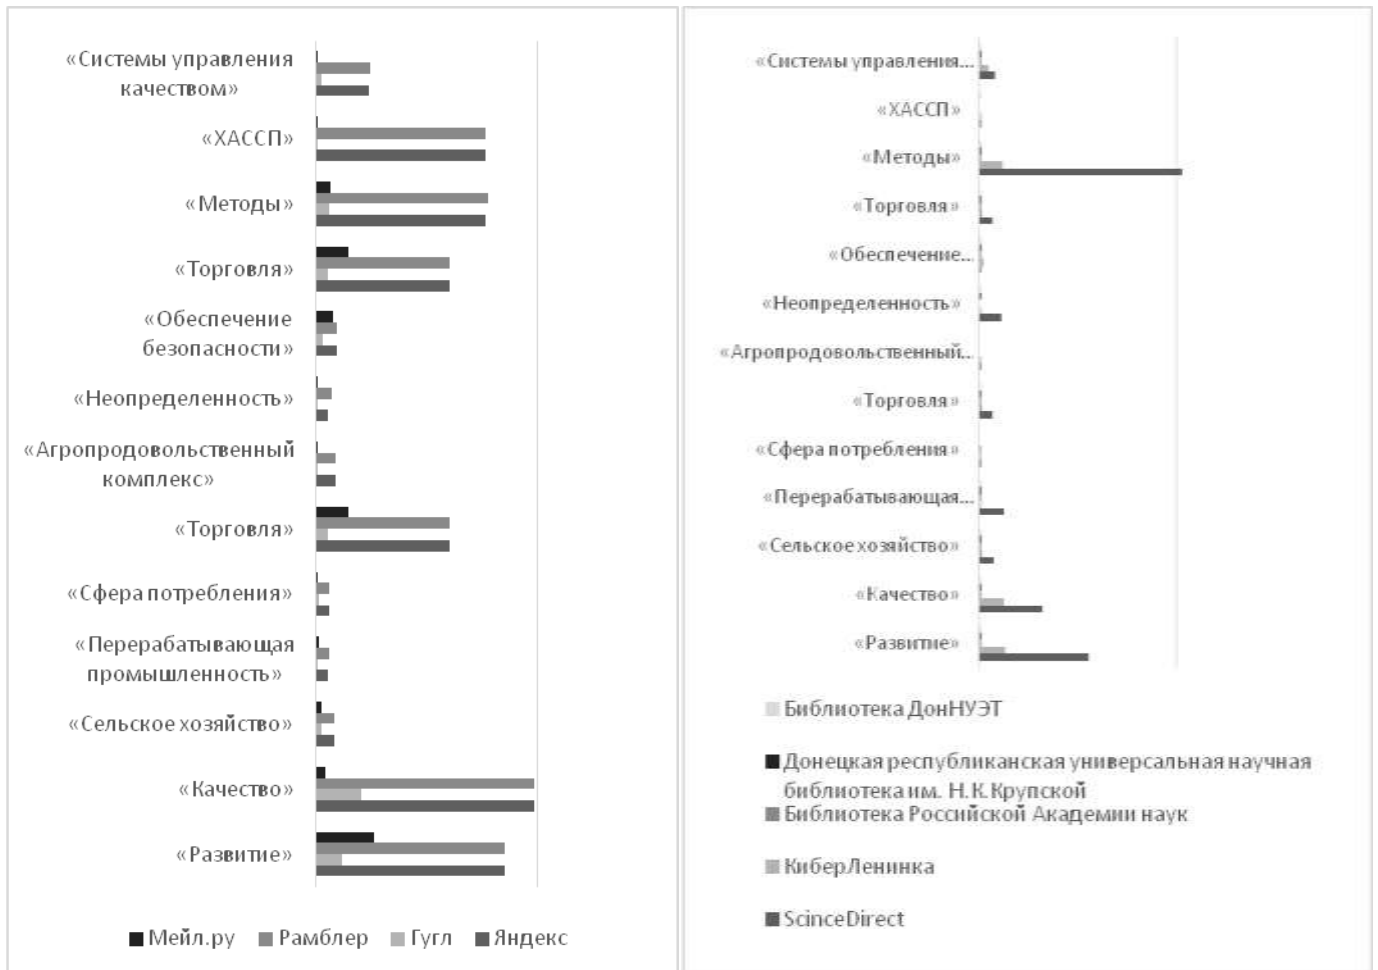 «Системы управления
качеством»
«ХАССП»
«Методы»
«Торговля»
«Обеспечение
безопасности»
«Неопределенность»
«Агропродовольственный
комплекс»
«Торговля»
«Сфера потребления»
«Перерабатывающая
промышленность»
«Сельское хозяйство»
«Качество»
«Развитие»
Мейл.ру Рамблер Гугл Яндекс
«Системы управления...
«ХАССП»
«Методы»
«Торговля»
«Обеспечение...
«Неопределенность»
«Агропродовольственный...
«Торговля»
«Сфера потребления»
«Перерабатывающая...
«Сельское хозяйство»
«Качество»
«Развитие»
Библиотека ДонНУЭТ
Донецкая республиканская универсальная научная
библиотека им. Н.К.Крупской
Библиотека Российской Академии наук
КиберЛенинка
ScinceDirect